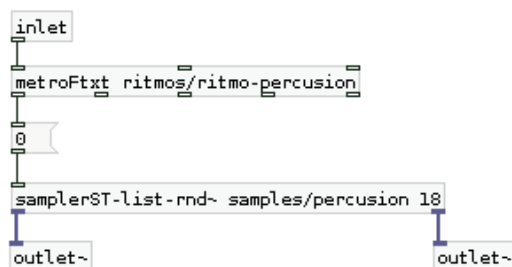 inlet
metroFtxt ritmos/ritmo-percusion
0
samplerST-list-rnd~ samples/percusion 18
outlet~ outlet~